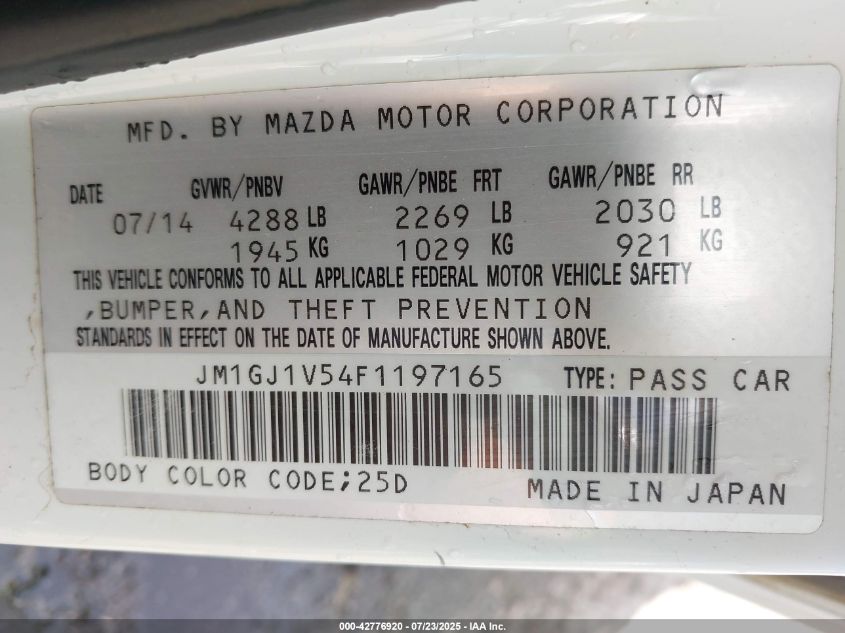 MFD. BY MAZDA MOTOR CORPORATION
DATE GVWR/PNBV GAWR/PNBE FRT GAWR/PNBE RR
07/14 4288 LB 2269 LB 2030 LB
1945 KG 1029 KG 921 KG
THIS VEHICLE CONFORMS TO ALL APPLICABLE FEDERAL MOTOR VEHICLE SAFETY
,BUMPER,AND THEFT PREVENTION
STANDARDS IN EFFECT ON THE DATE OF MANUFACTURE SHOWN ABOVE.
JM1GJ1V54F1197165 TYPE: PASS CAR
BODY COLOR CODE;25D MADE IN JAPAN
000-42776920 - 07/23/2025 - IAA Inc.